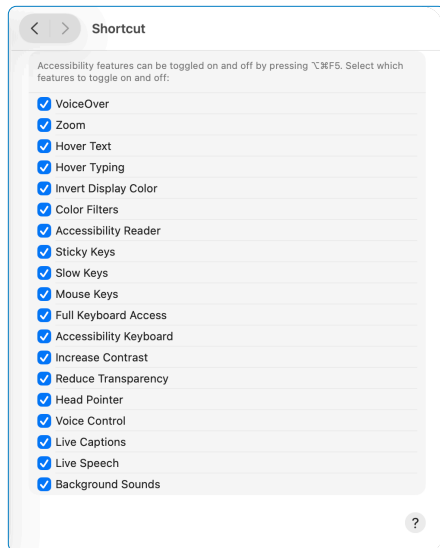 Shortcut
Accessibility features can be toggled on and off by pressing ⌥⌘F5. Select which
features to toggle on and off:
VoiceOver
Zoom
Hover Text
Hover Typing
Invert Display Color
Color Filters
Accessibility Reader
Sticky Keys
Slow Keys
Mouse Keys
Full Keyboard Access
Accessibility Keyboard
Increase Contrast
Reduce Transparency
Head Pointer
Voice Control
Live Captions
Live Speech
Background Sounds
?